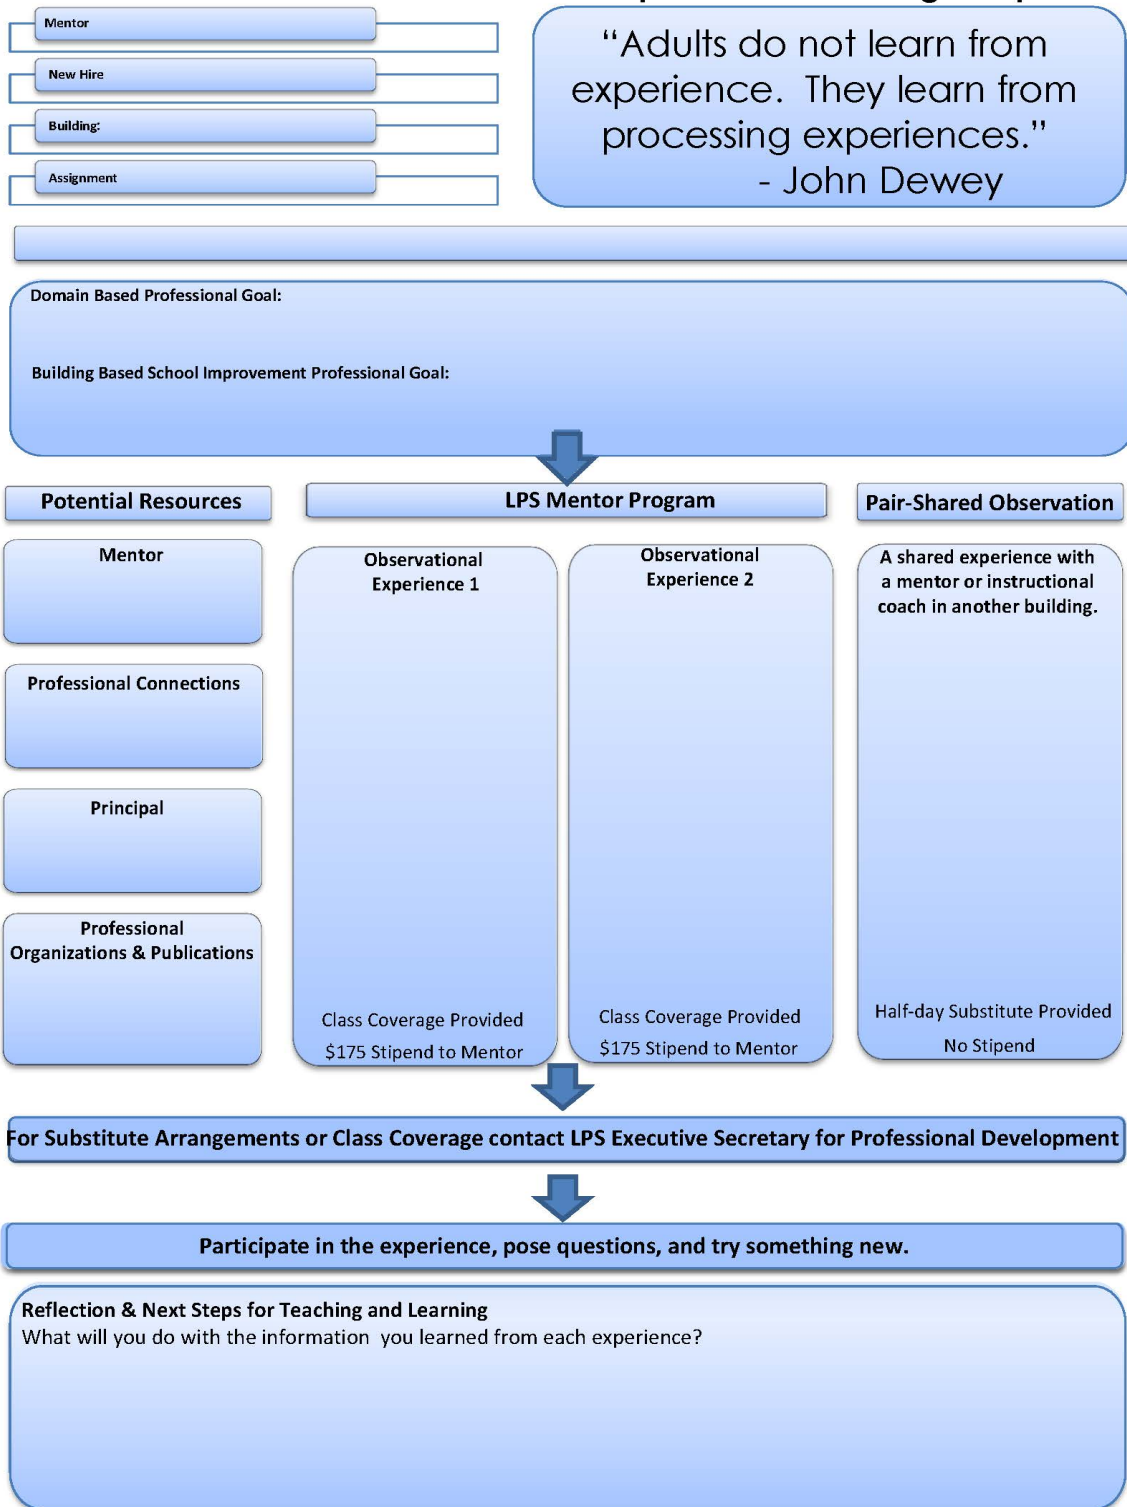 Mentor
New Hire
Building:
Assignment
“Adults do not learn from
experience.  They learn from
processing experiences.”
- John Dewey
Domain Based Professional Goal:
Building Based School Improvement Professional Goal:
Potential Resources
LPS Mentor Program
Pair-Shared Observation
Mentor
Professional Connections
Principal
Professional
Organizations & Publications
Observational
Experience 1
Class Coverage Provided
$175 Stipend to Mentor
Observational
Experience 2
Class Coverage Provided
$175 Stipend to Mentor
A shared experience with
a mentor or instructional
coach in another building.
Half-day Substitute Provided
No Stipend
For Substitute Arrangements or Class Coverage contact LPS Executive Secretary for Professional Development
Participate in the experience, pose questions, and try something new.
Reflection & Next Steps for Teaching and Learning
What will you do with the information  you learned from each experience?